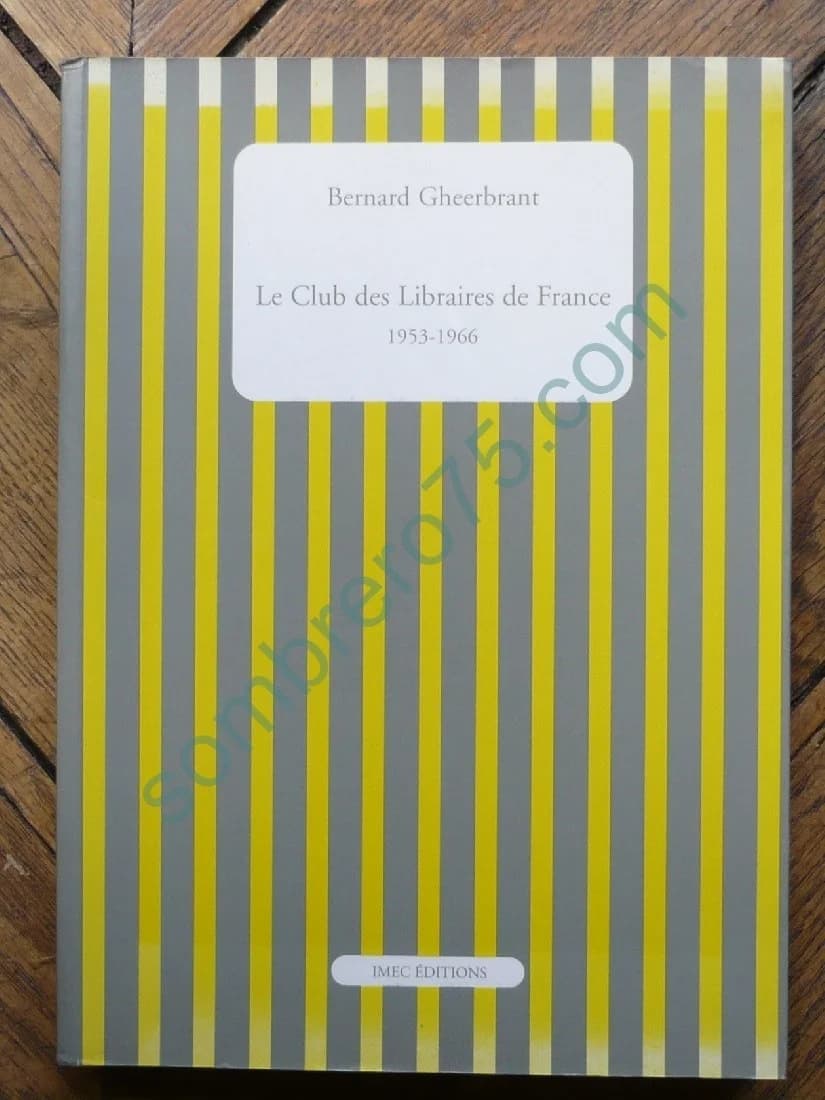 Bernard Gheerbrant
Le Club des Libraires de France
1953-1966
sombrero75.com
IMEC ÉDITIONS